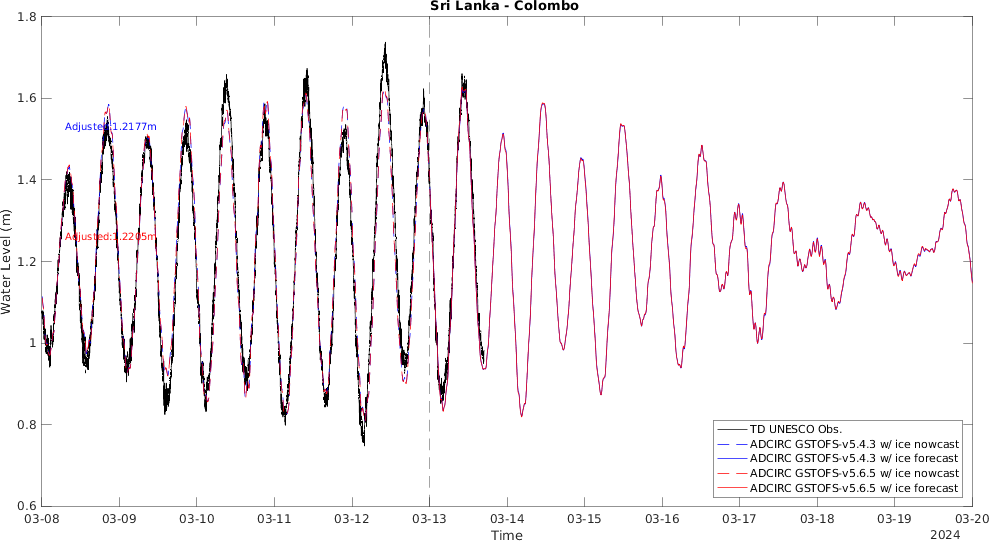 Sri Lanka - Colombo
1.8
1.6
1.4
1.2
1
0.8
0.6
Water Level (m)
Adjusted:1.2177m
Adjusted:1.2205m
TD UNESCO Obs.
ADCIRC GSTOFS-v5.4.3 w/ ice nowcast
ADCIRC GSTOFS-v5.4.3 w/ ice forecast
ADCIRC GSTOFS-v5.6.5 w/ ice nowcast
ADCIRC GSTOFS-v5.6.5 w/ ice forecast
03-08 03-09 03-10 03-11 03-12 03-13 03-14 03-15 03-16 03-17 03-18 03-19 03-20
Time
2024